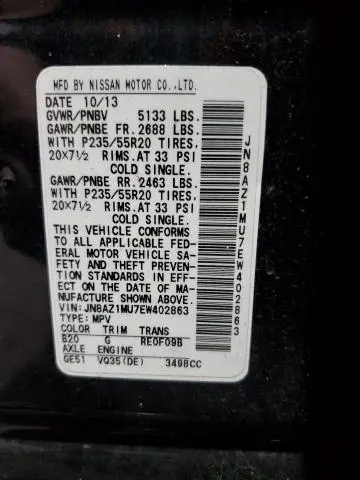 MFD BY NISSAN MOTOR CO.,LTD.
DATE 10/13
GVWR/PNBV 5133 LBS.
GAWR/PNBE FR. 2688 LBS.
WITH P235/55R20 TIRES
20X7½ RIMS. AT 33 PSI
COLD SINGLE.
GAWR/PNBE RR. 2463 LBS.
WITH P235/55R20 TIRES
20X7½ RIMS. AT 33 PSI
COLD SINGLE.
THIS VEHICLE CONFORMS
TO ALL APPLICABLE FED-
ERAL MOTOR VEHICLE SA-
FETY AND THEFT PREVEN-
TION STANDARDS IN EFF-
ECT ON THE DATE OF MA-
NUFACTURE SHOWN ABOVE.
VIN:JN8AZ1MU7EW402863
TYPE: MPV
COLOR TRIM TRANS
B20 G RE0F09B
AXLE ENGINE
GE51 VQ35(DE) 3498CC
JN8AZ1MU7EW402863